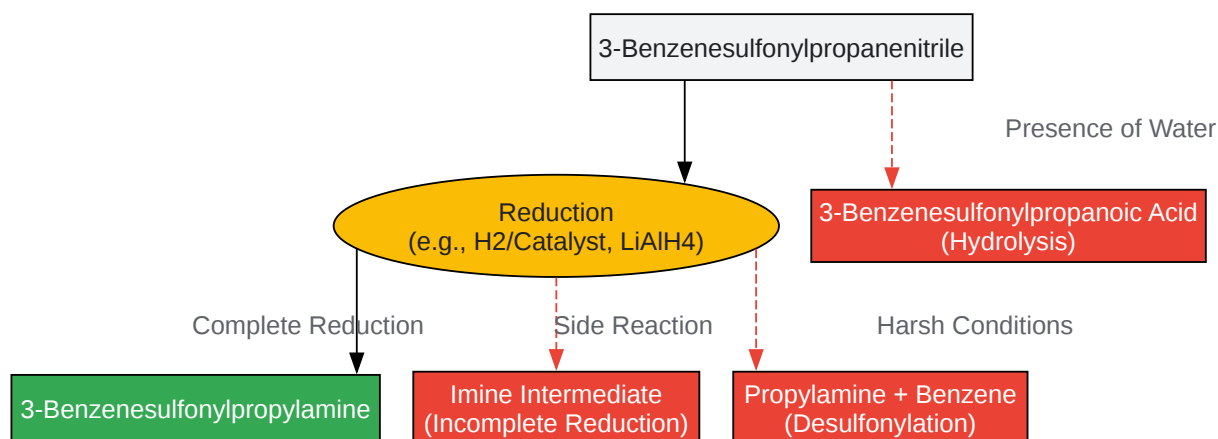 3-Benzenesulfonylpropanenitrile
Presence of Water
3-Benzenesulfonylpropanoic Acid
(Hydrolysis)
Reduction
(e.g., H2/Catalyst, LiAlH4)
Complete Reduction
Side Reaction
Harsh Conditions
3-Benzenesulfonylpropylamine
Imine Intermediate
(Incomplete Reduction)
Propylamine + Benzene
(Desulfonylation)